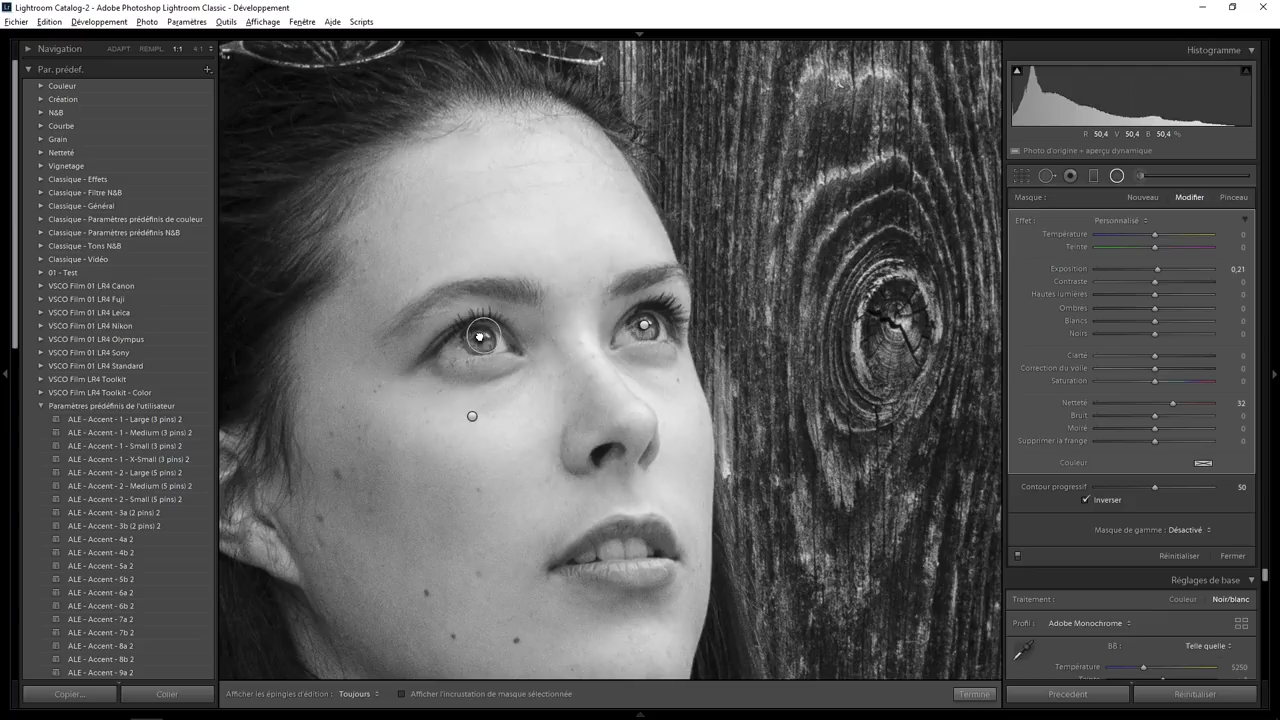 Lightroom Catalog-2 - Adobe Photoshop Lightroom Classic - Développement
Fichier Edition Développement Photo Paramètres Outils Affichage Fenêtre Aide Scripts
Navigation ADAPT. REMPL. 1:1 4:1
Par. prédef.
Couleur
Création
N&B
Courbe
Grain
Netteté
Vignetage
Classique - Effets
Classique - Filtre N&B
Classique - Général
Classique - Paramètres prédéfinis de couleur
Classique - Paramètres prédéfinis N&B
Classique - Tons N&B
Classique - Vidéo
01 - Test
VSCO Film 01 LR4 Canon
VSCO Film 01 LR4 Fuji
VSCO Film 01 LR4 Leica
VSCO Film 01 LR4 Nikon
VSCO Film 01 LR4 Olympus
VSCO Film 01 LR4 Sony
VSCO Film 01 LR4 Standard
VSCO Film LR4 Toolkit
VSCO Film LR4 Toolkit - Color
Paramètres prédéfinis de l'utilisateur
ALE - Accent - 1 - Large (3 pins) 2
ALE - Accent - 1 - Medium (3 pins) 2
ALE - Accent - 1 - Small (3 pins) 2
ALE - Accent - 1 - X-Small (3 pins) 2
ALE - Accent - 2 - Large (5 pins) 2
ALE - Accent - 2 - Medium (5 pins) 2
ALE - Accent - 2 - Small (5 pins) 2
ALE - Accent - 3a (2 pins) 2
ALE - Accent - 3b (2 pins) 2
ALE - Accent - 4a 2
ALE - Accent - 4b 2
ALE - Accent - 5a 2
ALE - Accent - 5b 2
ALE - Accent - 6a 2
ALE - Accent - 6b 2
ALE - Accent - 7a 2
ALE - Accent - 7b 2
ALE - Accent - 8a 2
ALE - Accent - 8b 2
ALE - Accent - 9a 2
Copier... Coller
Afficher les épingles d'édition : Toujours Afficher l'incrustation de masque sélectionnée Terminé
Histogramme
R 50,4 V 50,4 B 50,4 %
Photo d'origine + aperçu dynamique
Masque : Nouveau Modifier Pinceau
Effet : Personnalisé
Température 0
Teinte 0
Exposition 0,21
Contraste 0
Hautes lumières 0
Ombres 0
Blancs 0
Noirs 0
Clarté 0
Correction du voile 0
Saturation 0
Netteté 32
Bruit 0
Moiré 0
Supprimer la frange 0
Couleur
Contour progressif 50
Inverser
Masque de gamme : Désactivé
Réinitialiser Fermer
Réglages de base
Traitement : Couleur Noir/blanc
Profil : Adobe Monochrome
BB : Telle quelle
Température 5250
Précédent Réinitialiser